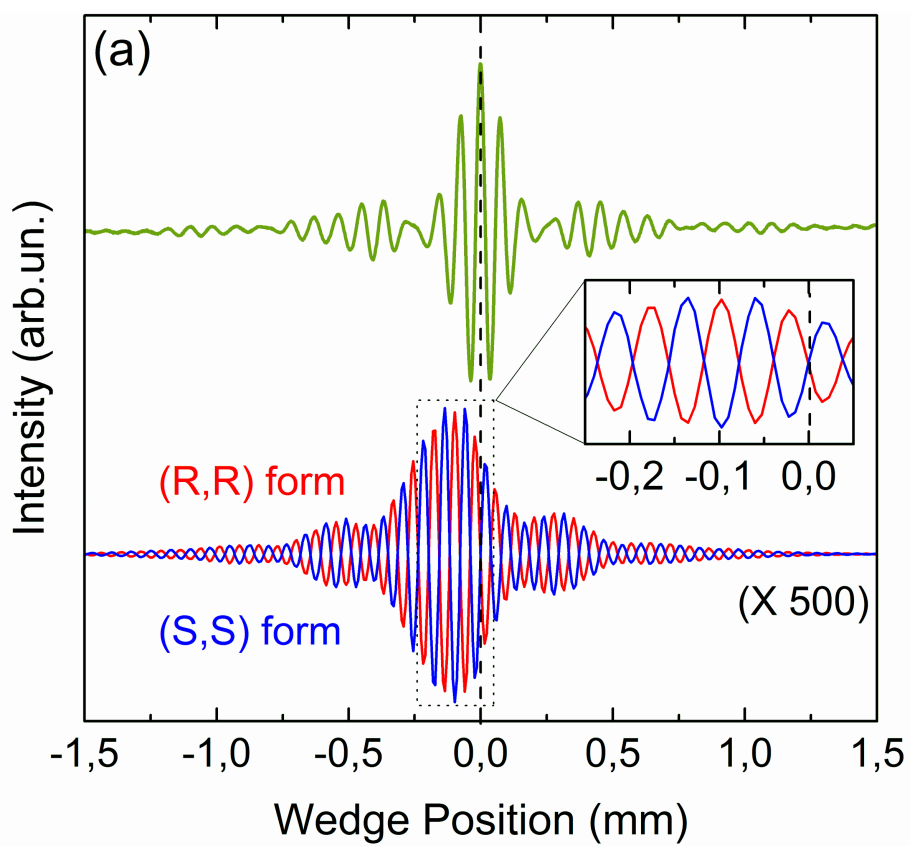 (a)
Intensity (arb.un.)
-0,2 -0,1 0,0
(R,R) form
(X 500)
(S,S) form
-1,5 -1,0 -0,5 0,0 0,5 1,0 1,5
Wedge Position (mm)